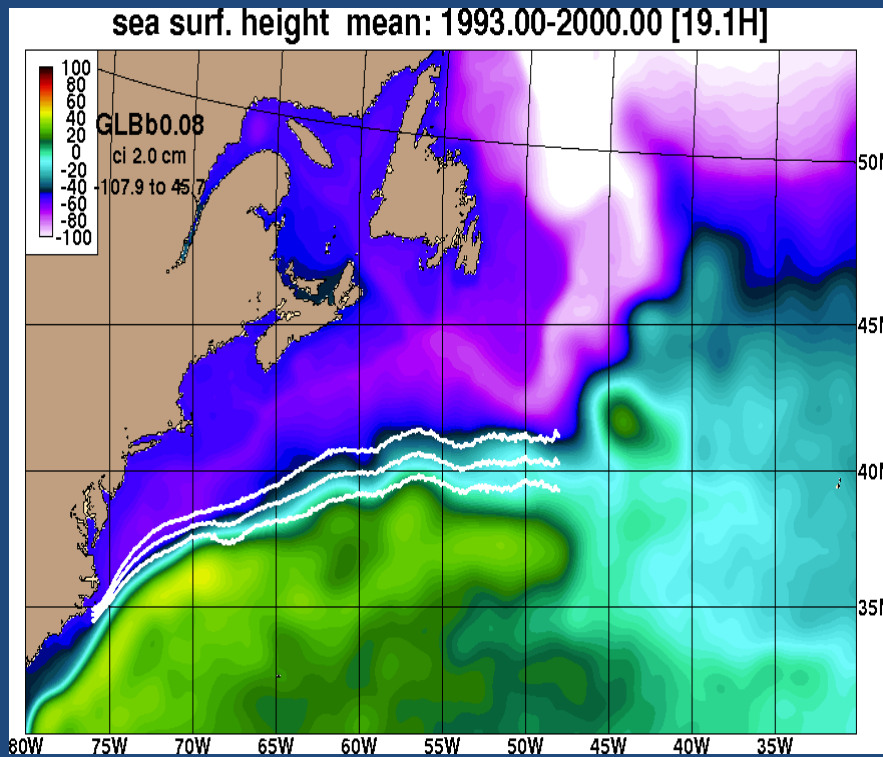 sea surf. height mean: 1993.00-2000.00 [19.1H]
100
80
60
40
20
0
-20
-40
-60
-80
-100
GLBb0.08
ci 2.0 cm
-107.9 to 45.7
50N
45N
40N
35N
80W 75W 70W 65W 60W 55W 50W 45W 40W 35W